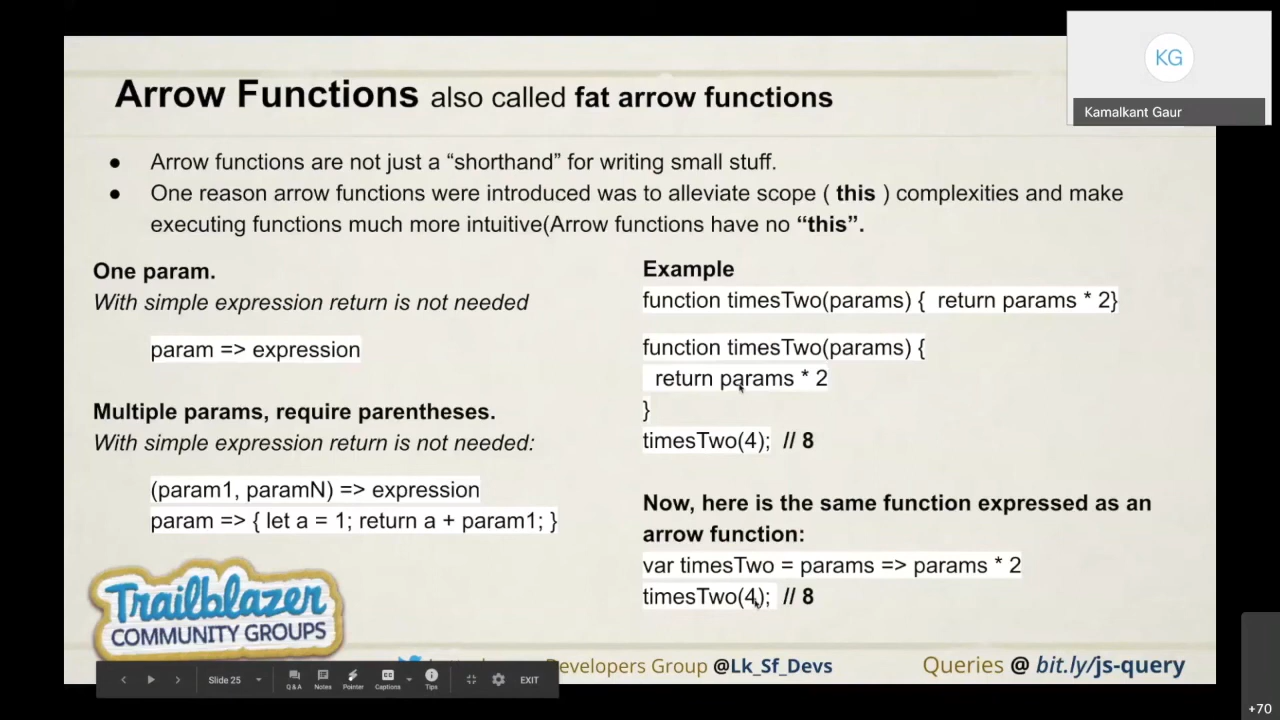 Arrow Functions also called fat arrow functions
KG
Kamalkant Gaur
● Arrow functions are not just a “shorthand” for writing small stuff.
● One reason arrow functions were introduced was to alleviate scope ( this ) complexities and make
executing functions much more intuitive(Arrow functions have no “this”.
One param.
With simple expression return is not needed
param => expression
Multiple params, require parentheses.
With simple expression return is not needed:
(param1, paramN) => expression
param => { let a = 1; return a + param1; }
Example
function timesTwo(params) {  return params * 2}
function timesTwo(params) {
return params * 2
}
timesTwo(4);  // 8
Now, here is the same function expressed as an
arrow function:
var timesTwo = params => params * 2
timesTwo(4);  // 8
Trailblazer
COMMUNITY GROUPS
Developers Group @Lk_Sf_Devs
Queries @ bit.ly/js-query
Slide 25
Q&A
Notes
Pointer
Captions
Tips
EXIT
+70